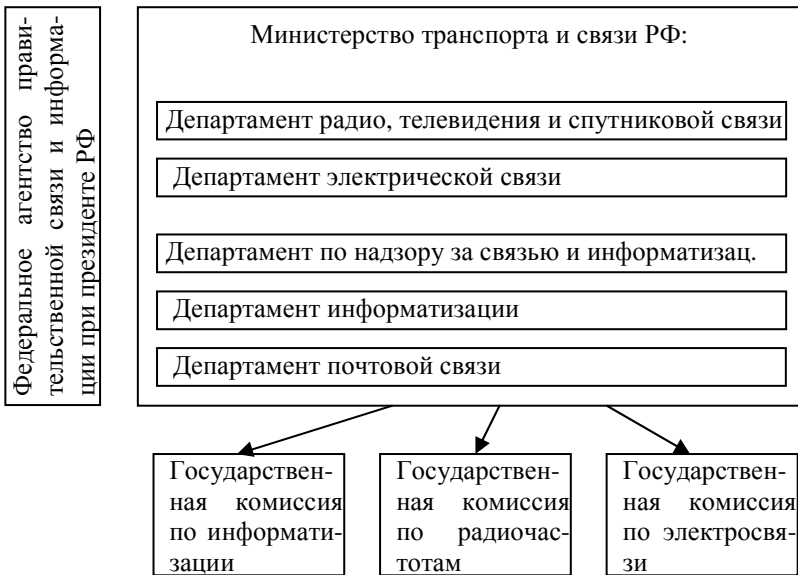 Федеральное агентство прави-
тельственной связи и информа-
ции при президенте РФ
Министерство транспорта и связи РФ:
Департамент радио, телевидения и спутниковой связи
Департамент электрической связи
Департамент по надзору за связью и информатизац.
Департамент информатизации
Департамент почтовой связи
Государствен-
ная комиссия
по информати-
зации
Государствен-
ная комиссия
по радиочас-
тотам
Государствен-
ная комиссия
по электросвя-
зи